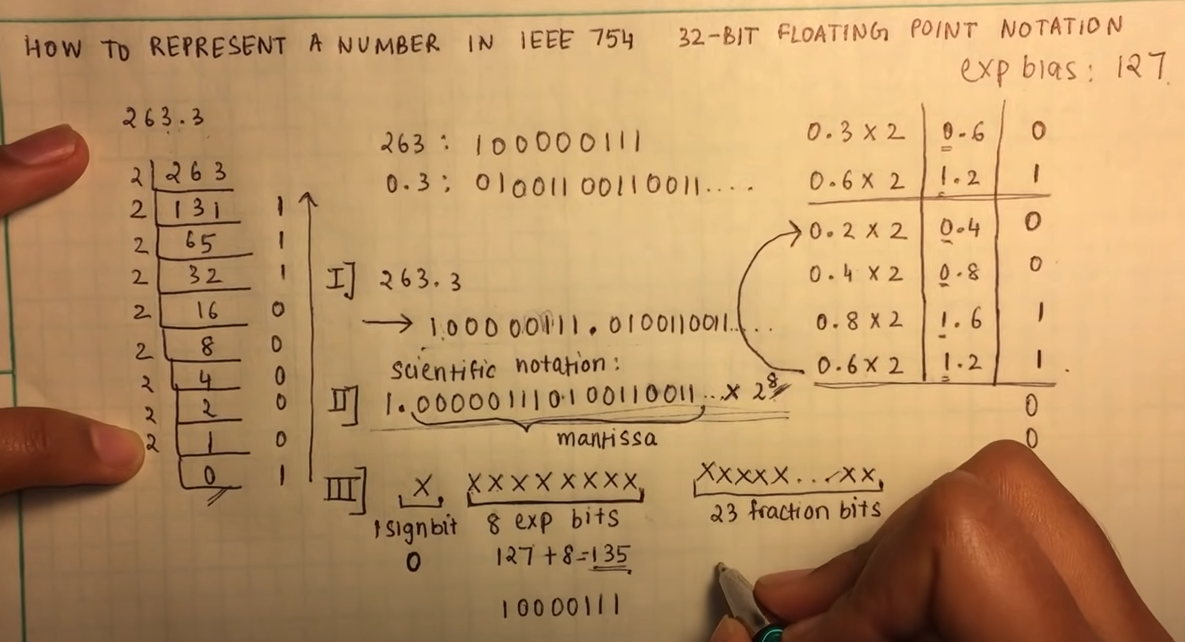 HOW TO REPRESENT A NUMBER IN IEEE 754 32-BIT FLOATING POINT NOTATION
exp bias: 127
263.3
2 263
2 131 1
2 65 1
2 32 1
2 16 0
2 8 0
2 4 0
2 2 0
2 1 0
0 1
263 : 100000111
0.3 : 0100110011 0011....
I] 263.3
→ 100000111.0100110011.....
scientific notation:
II] 1.00000111010011 0011...x 2^8
mantissa
III] X XXXXXXXX XXXXX...XX
1 sign bit 8 exp bits 23 fraction bits
0 127 + 8 = 135
10000111
0.3 x 2 0.6 0
0.6 x 2 1.2 1
0.2 x 2 0.4 0
0.4 x 2 0.8 0
0.8 x 2 1.6 1
0.6 x 2 1.2 1
0
0